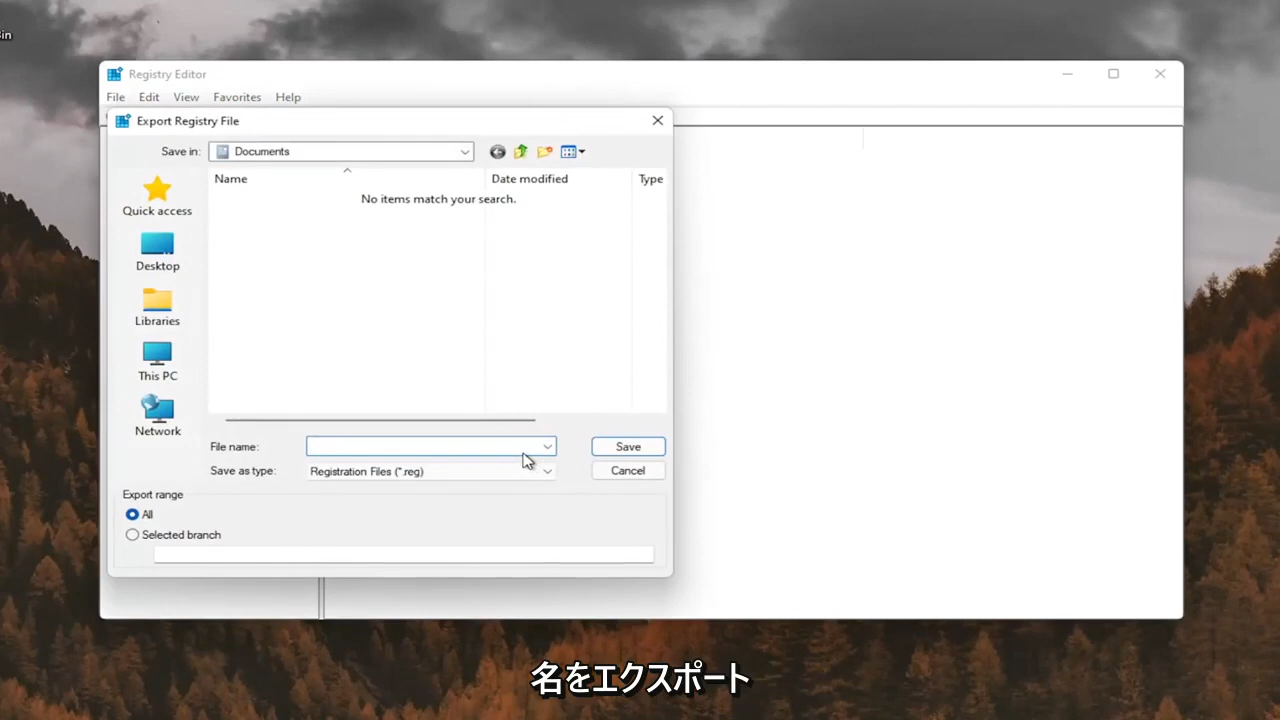 in
Registry Editor
File Edit View Favorites Help
Export Registry File
Save in: Documents
Name Date modified Type
No items match your search.
Quick access
Desktop
Libraries
This PC
Network
File name: Save
Save as type: Registration Files (*.reg) Cancel
Export range
All
Selected branch
名をエクスポート